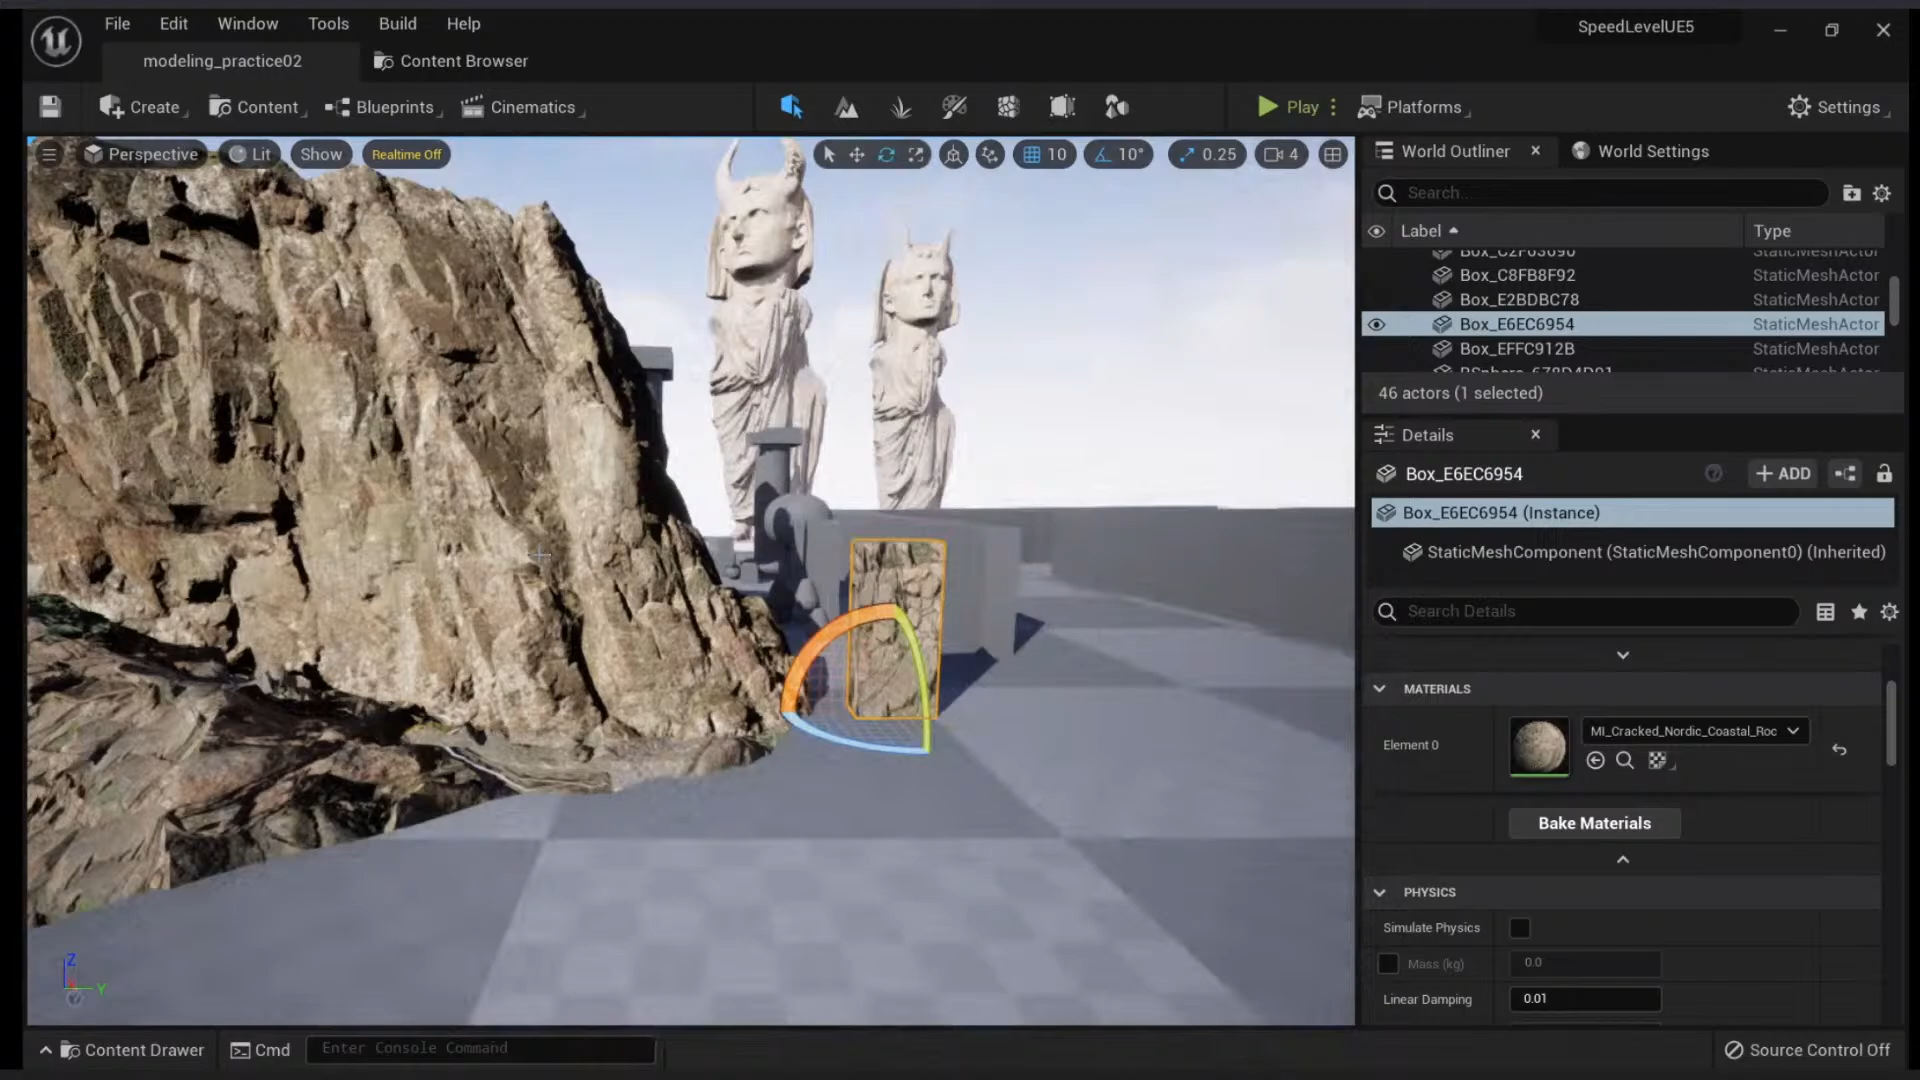 File Edit Window Tools Build Help
SpeedLevelUE5
modeling_practice02
Content Browser
Create
Content
Blueprints
Cinematics
Play
Platforms
Settings
Perspective
Lit
Show
Realtime Off
10
10°
0.25
4
World Outliner
World Settings
Search...
Label
Type
Box_C8FB8F92 StaticMeshActor
Box_E2BDBC78 StaticMeshActor
Box_E6EC6954 StaticMeshActor
Box_EFFC912B StaticMeshActor
46 actors (1 selected)
Details
Box_E6EC6954
+ ADD
Box_E6EC6954 (Instance)
StaticMeshComponent (StaticMeshComponent0) (Inherited)
Search Details
MATERIALS
Element 0
MI_Cracked_Nordic_Coastal_Roc
Bake Materials
PHYSICS
Simulate Physics
Mass (kg) 0.0
Linear Damping 0.01
Z
Y
Content Drawer
Cmd
Enter Console Command
Source Control Off